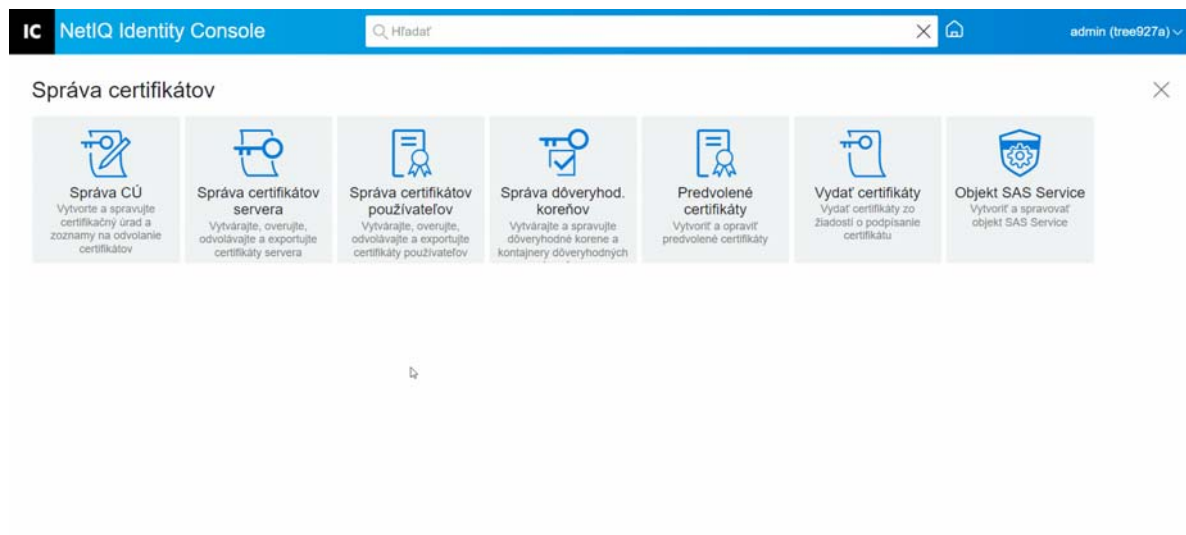 IC NetIQ Identity Console
Hľadať
admin (tree927a)
Správa certifikátov
Správa CÚ
Vytvorte a spravujte
certifikačný úrad a
zoznamy na odvolanie
certifikátov
Správa certifikátov
servera
Vytvárajte, overujte,
odvolávajte a exportujte
certifikáty servera
Správa certifikátov
používateľov
Vytvárajte, overujte,
odvolávajte a exportujte
certifikáty používateľov
Správa dôveryhod.
koreňov
Vytvárajte a spravujte
dôveryhodné korene a
kontajnery dôveryhodných
Predvolené
certifikáty
Vytvoriť a opraviť
predvolené certifikáty
Vydať certifikáty
Vydať certifikáty zo
žiadosti o podpísanie
certifikátu
Objekt SAS Service
Vytvoriť a spravovať
objekt SAS Service